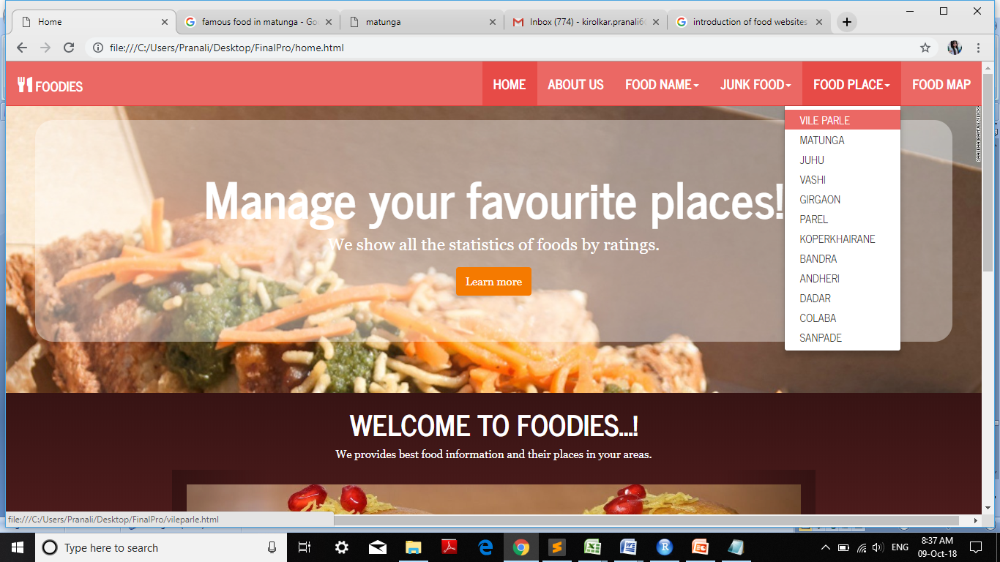 Home
famous food in matunga - Goo
matunga
Inbox (774) - kirolkar.pranali6
introduction of food websites
file:///C:/Users/Pranali/Desktop/FinalPro/home.html
FOODIES
HOME ABOUT US FOOD NAME JUNK FOOD FOOD PLACE FOOD MAP
VILE PARLE
MATUNGA
JUHU
VASHI
GIRGAON
PAREL
KOPERKHAIRANE
BANDRA
ANDHERI
DADAR
COLABA
SANPADE
Manage your favourite places!
We show all the statistics of foods by ratings.
Learn more
WELCOME TO FOODIES...!
We provides best food information and their places in your areas.
file:///C:/Users/Pranali/Desktop/FinalPro/vileparle.html
Type here to search
ENG
8:37 AM
09-Oct-18